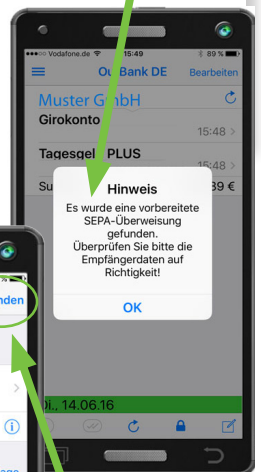 Vodafone.de 15:49 89 %
OutBank DE Bearbeiten
Muster GmbH
Girokonto
15:48
Tagesgeld PLUS
15:48
Su 39 €
Hinweis
Es wurde eine vorbereitete
SEPA-Überweisung
gefunden.
Überprüfen Sie bitte die
Empfängerdaten auf
Richtigkeit!
OK
nden
Di., 14.06.16